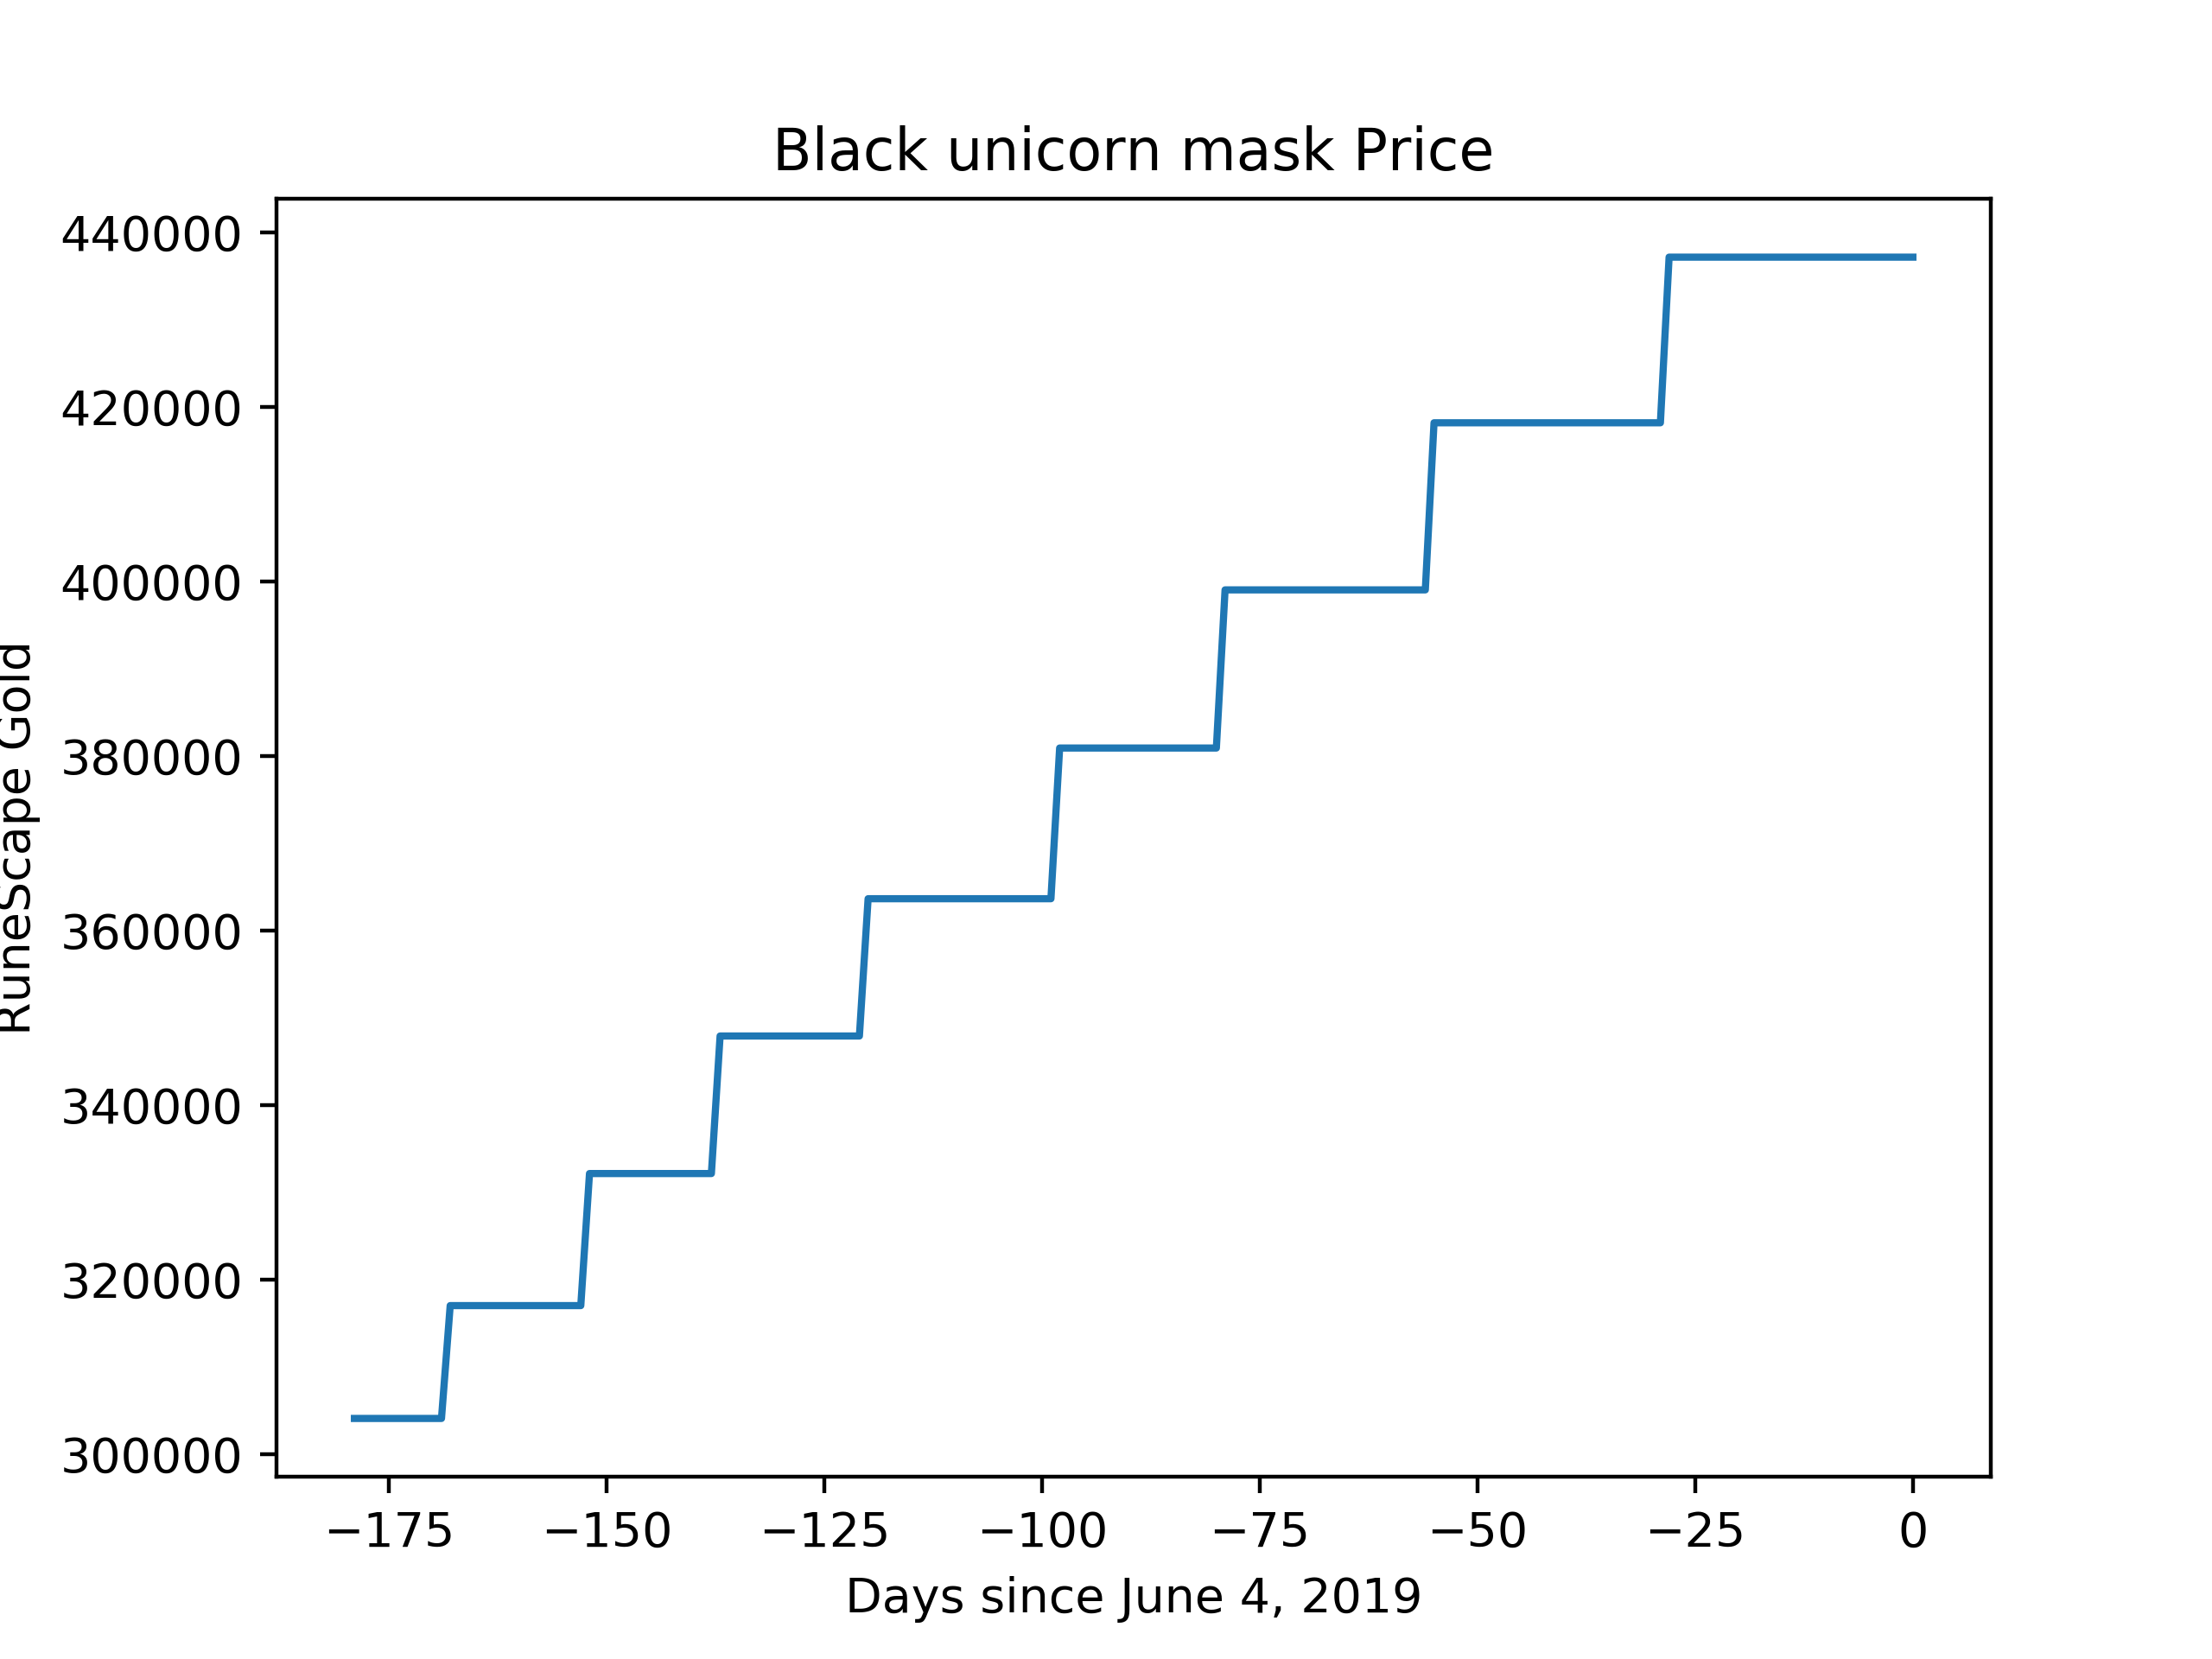 Black unicorn mask Price
440000
420000
400000
380000
360000
340000
320000
300000
RuneScape Gold
−175 −150 −125 −100 −75 −50 −25 0
Days since June 4, 2019